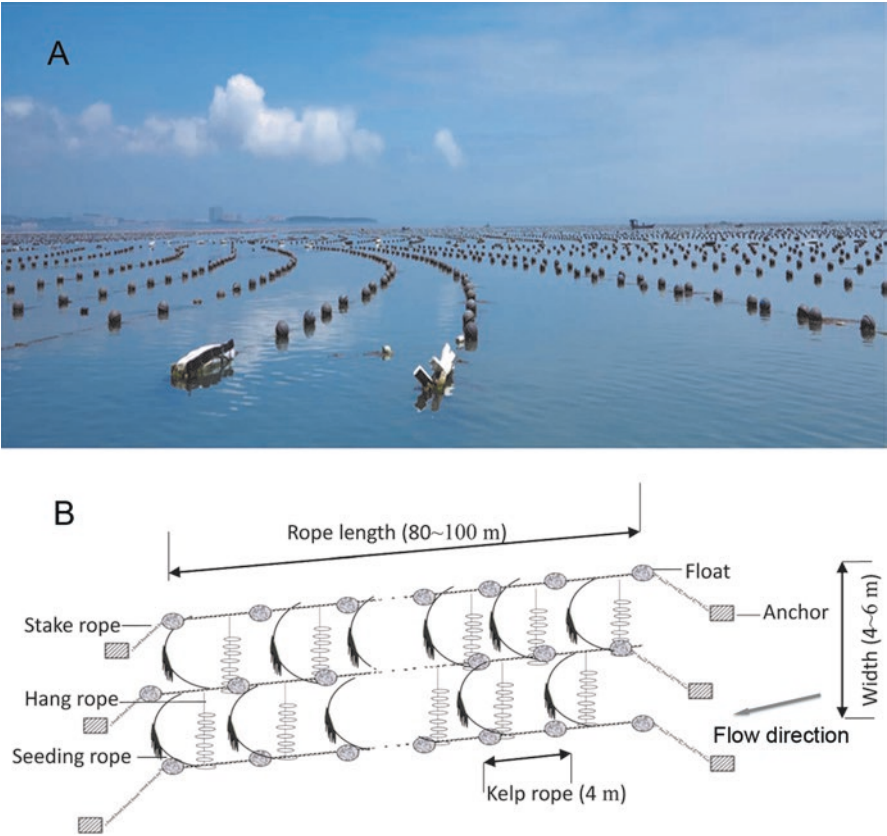 A
B
Rope length (80~100 m)
Float
Stake rope
Anchor
Width (4~6 m)
Hang rope
Flow direction
Seeding rope
Kelp rope (4 m)